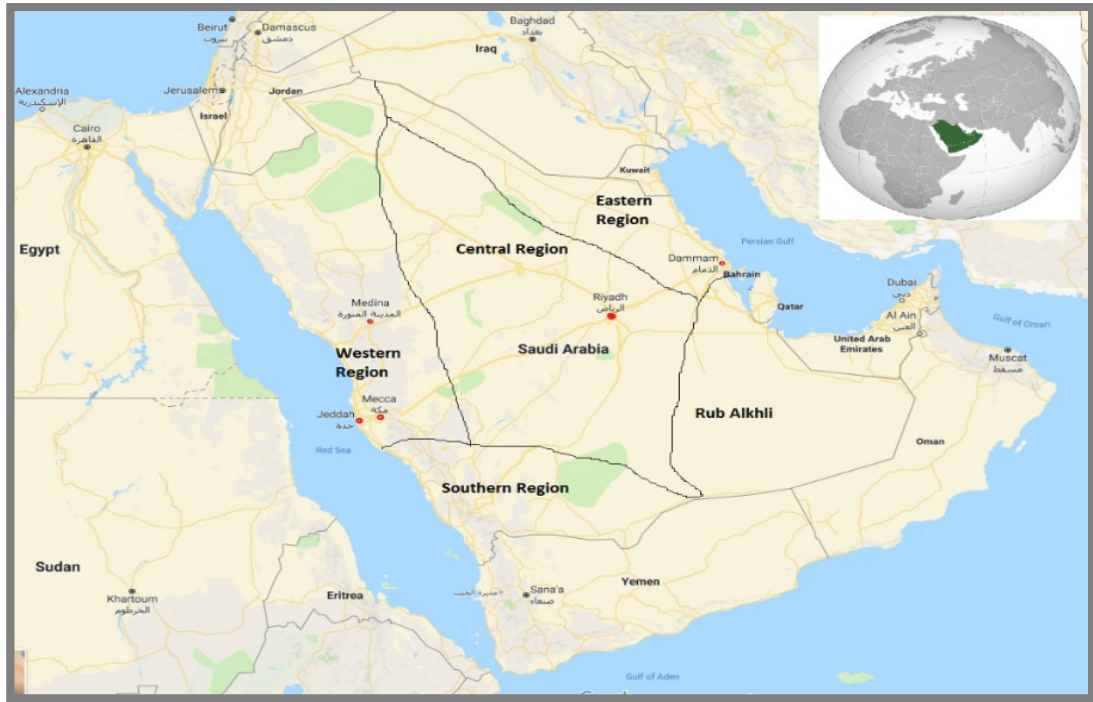 Beirut
بيروت
Damascus
دمشق
Baghdad
بغداد
Iraq
Alexandria
الإسكندرية
Jerusalem
Jordan
Israel
Cairo
القاهرة
Kuwait
Eastern
Region
Egypt
Central Region
Persian Gulf
Dammam
الدمام
Bahrain
Dubai
دبي
Medina
المدينة المنورة
Riyadh
الرياض
Qatar
Al Ain
العين
Gulf of Oman
United Arab
Emirates
Muscat
مسقط
Saudi Arabia
Western
Region
Mecca
مكة
Jeddah
جدة
Rub Alkhli
Oman
Red Sea
Southern Region
Sudan
Khartoum
الخرطوم
Eritrea
Yemen
Sana'a
صنعاء
Gulf of Aden